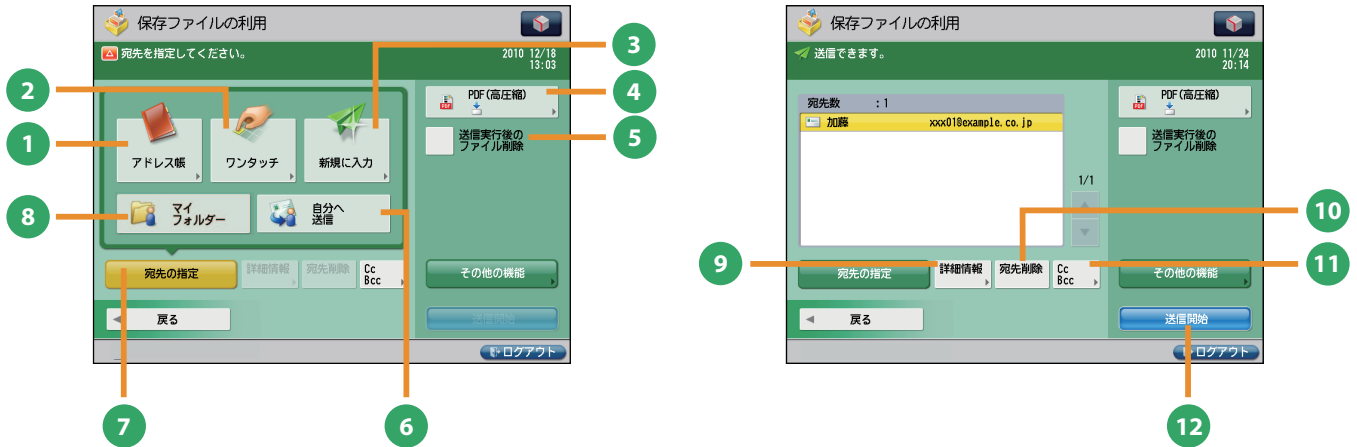 保存ファイルの利用
宛先を指定してください。
2010 12/18
13:03
3
2
PDF(高圧縮)
4
1
送信実行後の
ファイル削除
5
アドレス帳
ワンタッチ
新規に入力
8
マイ
フォルダー
自分へ
送信
宛先の指定
詳細情報
宛先削除
Cc
Bcc
その他の機能
戻る
送信開始
ログアウト
7
6
保存ファイルの利用
送信できます。
2010 11/24
20:14
宛先数 :1
加藤 xxx01@example.co.jp
PDF(高圧縮)
送信実行後の
ファイル削除
1/1
10
9
11
宛先の指定
詳細情報
宛先削除
Cc
Bcc
その他の機能
戻る
送信開始
ログアウト
12